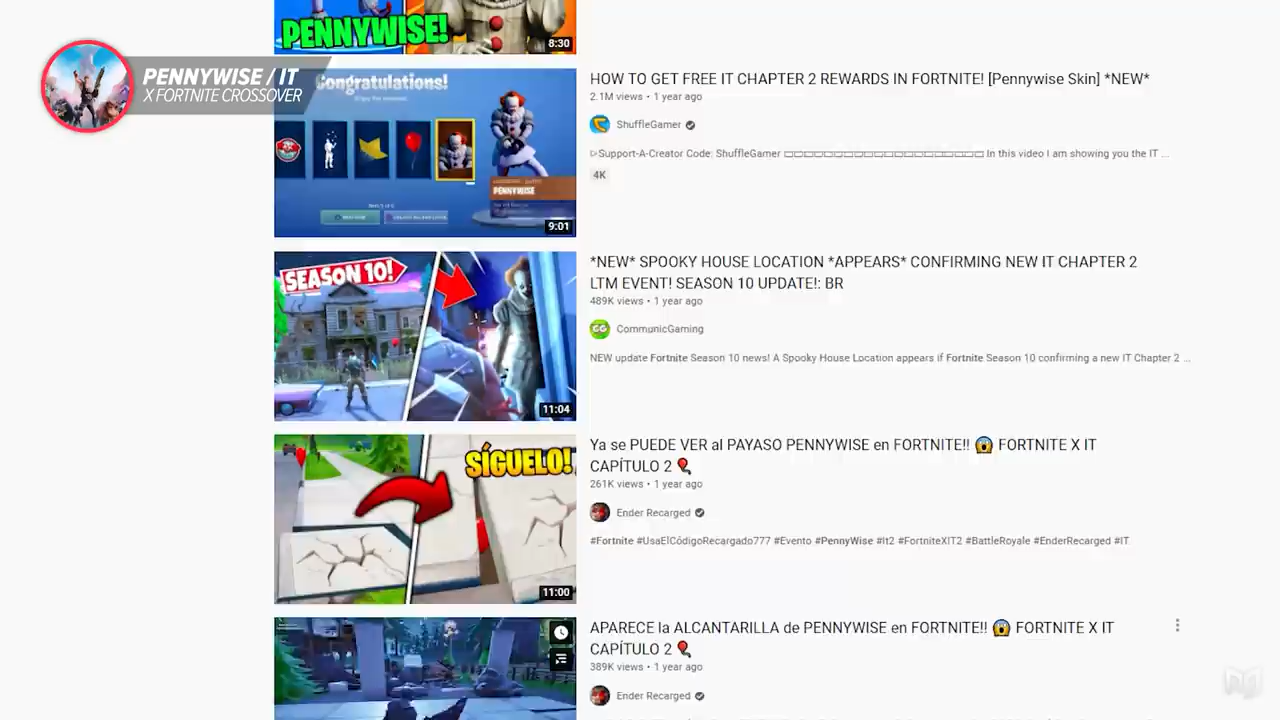 PENNYWISE!
8:30
PENNYWISE / IT
X FORTNITE CROSSOVER
Congratulations!
PENNYWISE
9:01
HOW TO GET FREE IT CHAPTER 2 REWARDS IN FORTNITE! [Pennywise Skin] *NEW*
2.1M views • 1 year ago
ShuffleGamer
Support-A-Creator Code: ShuffleGamer In this video I am showing you the IT ...
4K
SEASON 10!
11:04
*NEW* SPOOKY HOUSE LOCATION *APPEARS* CONFIRMING NEW IT CHAPTER 2
LTM EVENT! SEASON 10 UPDATE!: BR
489K views • 1 year ago
CommunicGaming
NEW update Fortnite Season 10 news! A Spooky House Location appears if Fortnite Season 10 confirming a new IT Chapter 2 ...
SÍGUELO!
11:00
Ya se PUEDE VER al PAYASO PENNYWISE en FORTNITE!! 😱 FORTNITE X IT
CAPÍTULO 2 🎈
261K views • 1 year ago
Ender Recarged
#Fortnite #UsaElCódigoRecargado777 #Evento #PennyWise #It2 #FortniteXIT2 #BattleRoyale #EnderRecarged #IT
APARECE la ALCANTARILLA de PENNYWISE en FORTNITE!! 😱 FORTNITE X IT
CAPÍTULO 2 🎈
389K views • 1 year ago
Ender Recarged